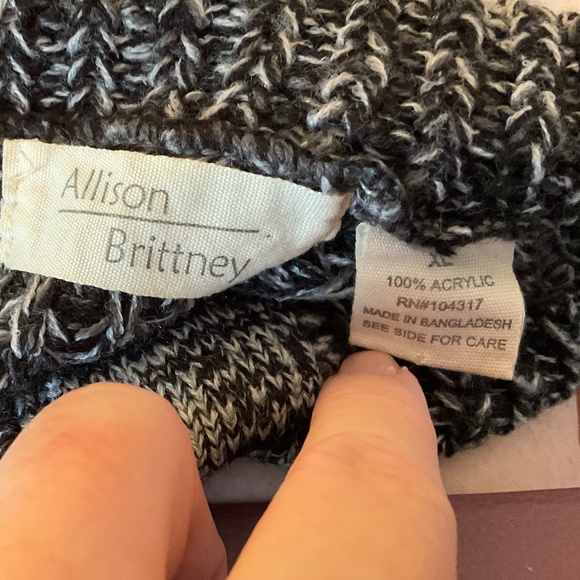 Allison
Brittney
XL
100% ACRYLIC
RN#104317
MADE IN BANGLADESH
SEE SIDE FOR CARE